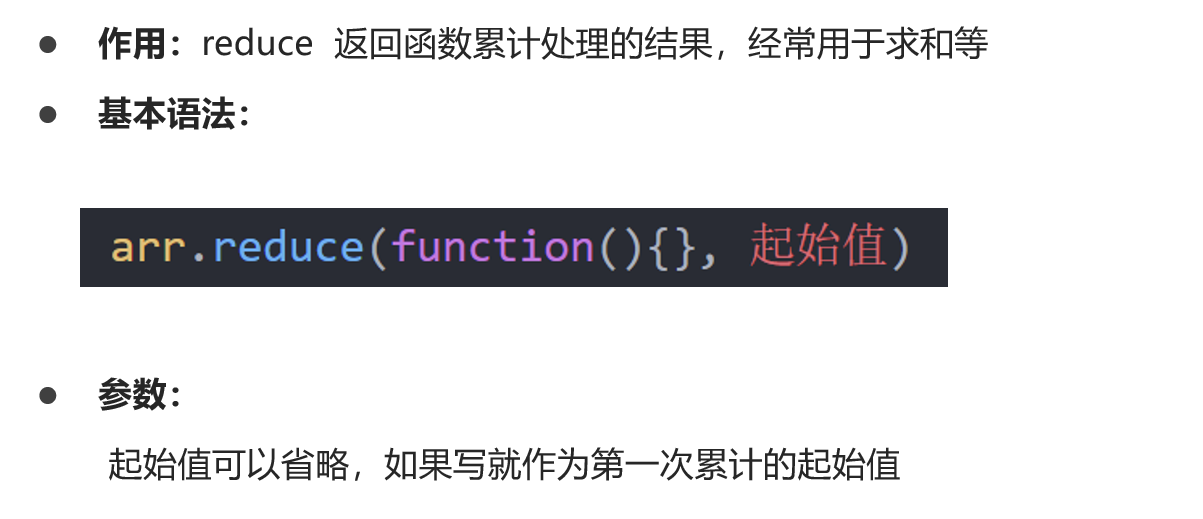 ● 作用：reduce 返回函数累计处理的结果，经常用于求和等
● 基本语法：
arr.reduce(function(){}, 起始值)
● 参数：
起始值可以省略，如果写就作为第一次累计的起始值